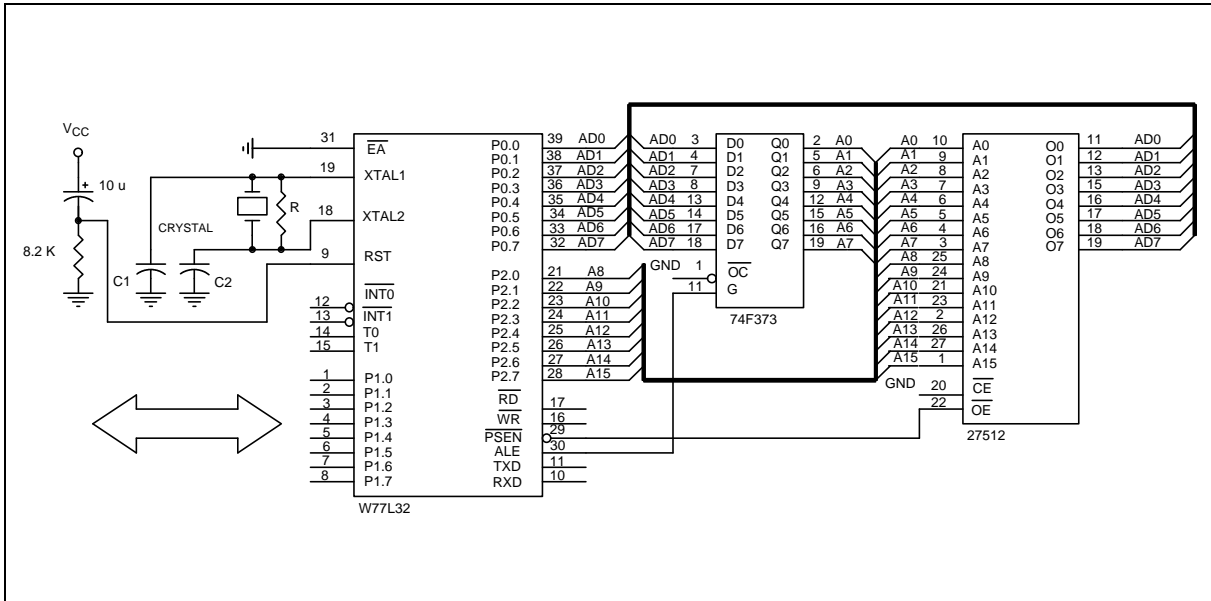 VCC
10 u
8.2 K
C1
C2
CRYSTAL
R
31 EA
19 XTAL1
18 XTAL2
9 RST
12 INT0
13 INT1
14 T0
15 T1
1 P1.0
2 P1.1
3 P1.2
4 P1.3
5 P1.4
6 P1.5
7 P1.6
8 P1.7
P0.0 39 AD0
P0.1 38 AD1
P0.2 37 AD2
P0.3 36 AD3
P0.4 35 AD4
P0.5 34 AD5
P0.6 33 AD6
P0.7 32 AD7
P2.0 21 A8
P2.1 22 A9
P2.2 23 A10
P2.3 24 A11
P2.4 25 A12
P2.5 26 A13
P2.6 27 A14
P2.7 28 A15
RD 17
WR 16
PSEN 29
ALE 30
TXD 11
RXD 10
W77L32
AD0 3 D0 Q0 2 A0
AD1 4 D1 Q1 5 A1
AD2 7 D2 Q2 6 A2
AD3 8 D3 Q3 9 A3
AD4 13 D4 Q4 12 A4
AD5 14 D5 Q5 15 A5
AD6 17 D6 Q6 16 A6
AD7 18 D7 Q7 19 A7
GND 1 OC
11 G
74F373
A0 10 A0 O0 11 AD0
A1 9 A1 O1 12 AD1
A2 8 A2 O2 13 AD2
A3 7 A3 O3 15 AD3
A4 6 A4 O4 16 AD4
A5 5 A5 O5 17 AD5
A6 4 A6 O6 18 AD6
A7 3 A7 O7 19 AD7
A8 25 A8
A9 24 A9
A10 21 A10
A11 23 A11
A12 2 A12
A13 26 A13
A14 27 A14
A15 1 A15
GND 20 CE
22 OE
27512